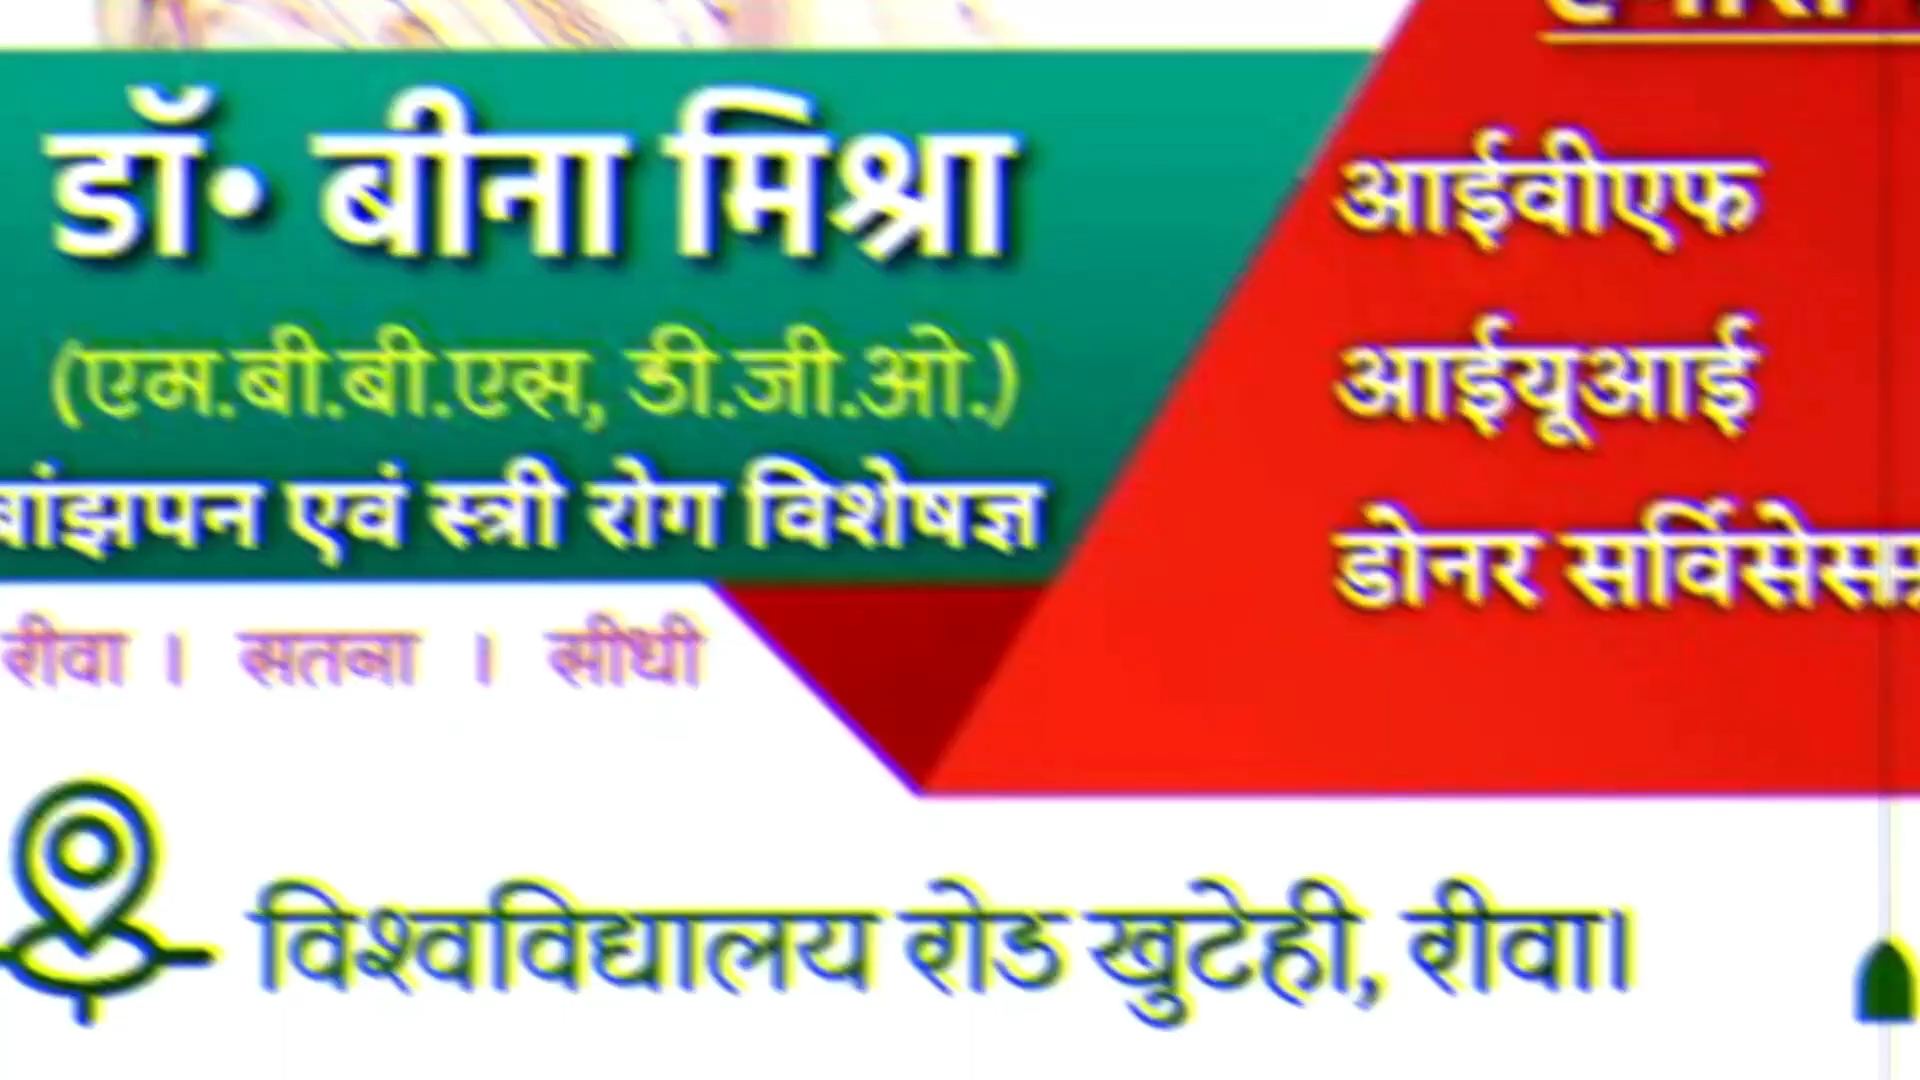 डॉ• बीना मिश्रा
(एम.बी.बी.एस, डी.जी.ओ.)
बांझपन एवं स्त्री रोग विशेषज्ञ
रीवा । सतना । सीधी
आईवीएफ
आईयूआई
डोनर सर्विसेस
विश्वविद्यालय रोड खुटेही, रीवा।